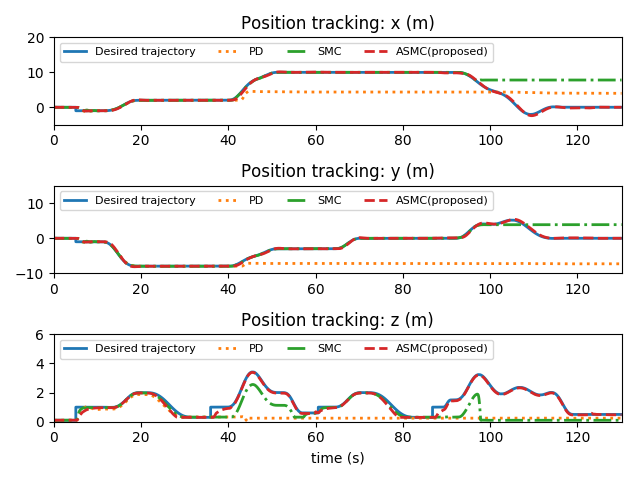 Position tracking: x (m)
Desired trajectory PD SMC ASMC(proposed)
20
10
0
0 20 40 60 80 100 120
Position tracking: y (m)
Desired trajectory PD SMC ASMC(proposed)
10
0
−10
0 20 40 60 80 100 120
Position tracking: z (m)
Desired trajectory PD SMC ASMC(proposed)
6
4
2
0
0 20 40 60 80 100 120
time (s)